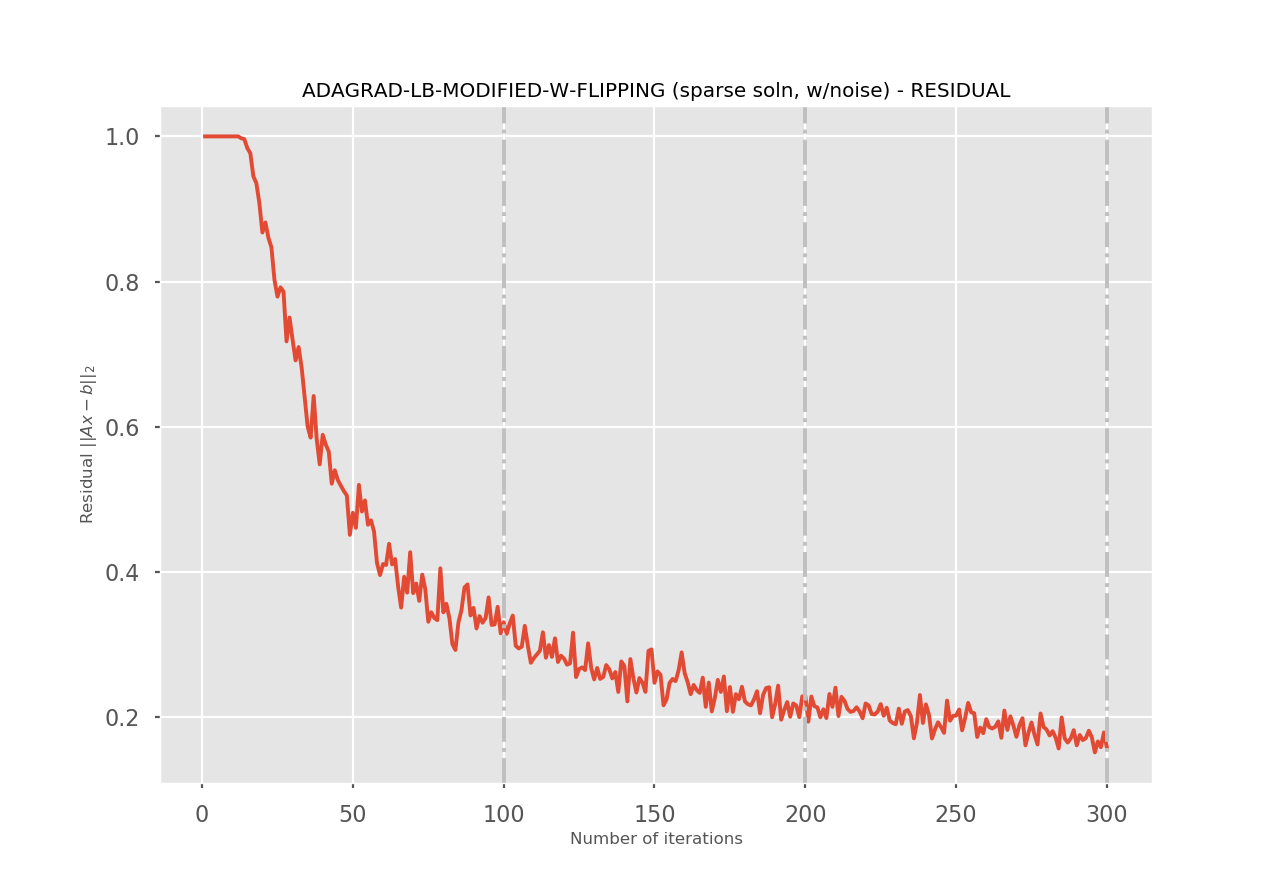 ADAGRAD-LB-MODIFIED-W-FLIPPING (sparse soln, w/noise) - RESIDUAL
Residual ||Ax − b||₂
1.0
0.8
0.6
0.4
0.2
0 50 100 150 200 250 300
Number of iterations